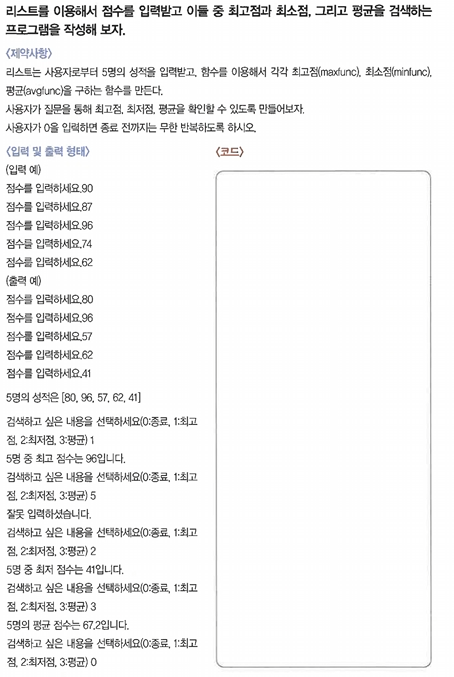 리스트를 이용해서 점수를 입력받고 이들 중 최고점과 최소점, 그리고 평균을 검색하는
프로그램을 작성해 보자.
<제약사항>
리스트는 사용자로부터 5명의 성적을 입력받고, 함수를 이용해서 각각 최고점(maxfunc), 최소점(minfunc),
평균(avgfunc)을 구하는 함수를 만든다.
사용자가 질문을 통해 최고점, 최저점, 평균을 확인할 수 있도록 만들어보자.
사용자가 0을 입력하면 종료 전까지는 무한 반복하도록 하시오.
<입력 및 출력 형태>
<코드>
(입력 예)
점수를 입력하세요.90
점수를 입력하세요.87
점수를 입력하세요.96
점수를 입력하세요.74
점수를 입력하세요.62
(출력 예)
점수를 입력하세요.80
점수를 입력하세요.96
점수를 입력하세요.57
점수를 입력하세요.62
점수를 입력하세요.41
5명의 성적은 [80, 96, 57, 62, 41]
검색하고 싶은 내용을 선택하세요(0:종료, 1:최고
점, 2:최저점, 3:평균) 1
5명 중 최고 점수는 96입니다.
검색하고 싶은 내용을 선택하세요(0:종료, 1:최고
점, 2:최저점, 3:평균) 5
잘못 입력하셨습니다.
검색하고 싶은 내용을 선택하세요(0:종료, 1:최고
점, 2:최저점, 3:평균) 2
5명 중 최저 점수는 41입니다.
검색하고 싶은 내용을 선택하세요(0:종료, 1:최고
점, 2:최저점, 3:평균) 3
5명의 평균 점수는 67.2입니다.
검색하고 싶은 내용을 선택하세요(0:종료, 1:최고
점, 2:최저점, 3:평균) 0